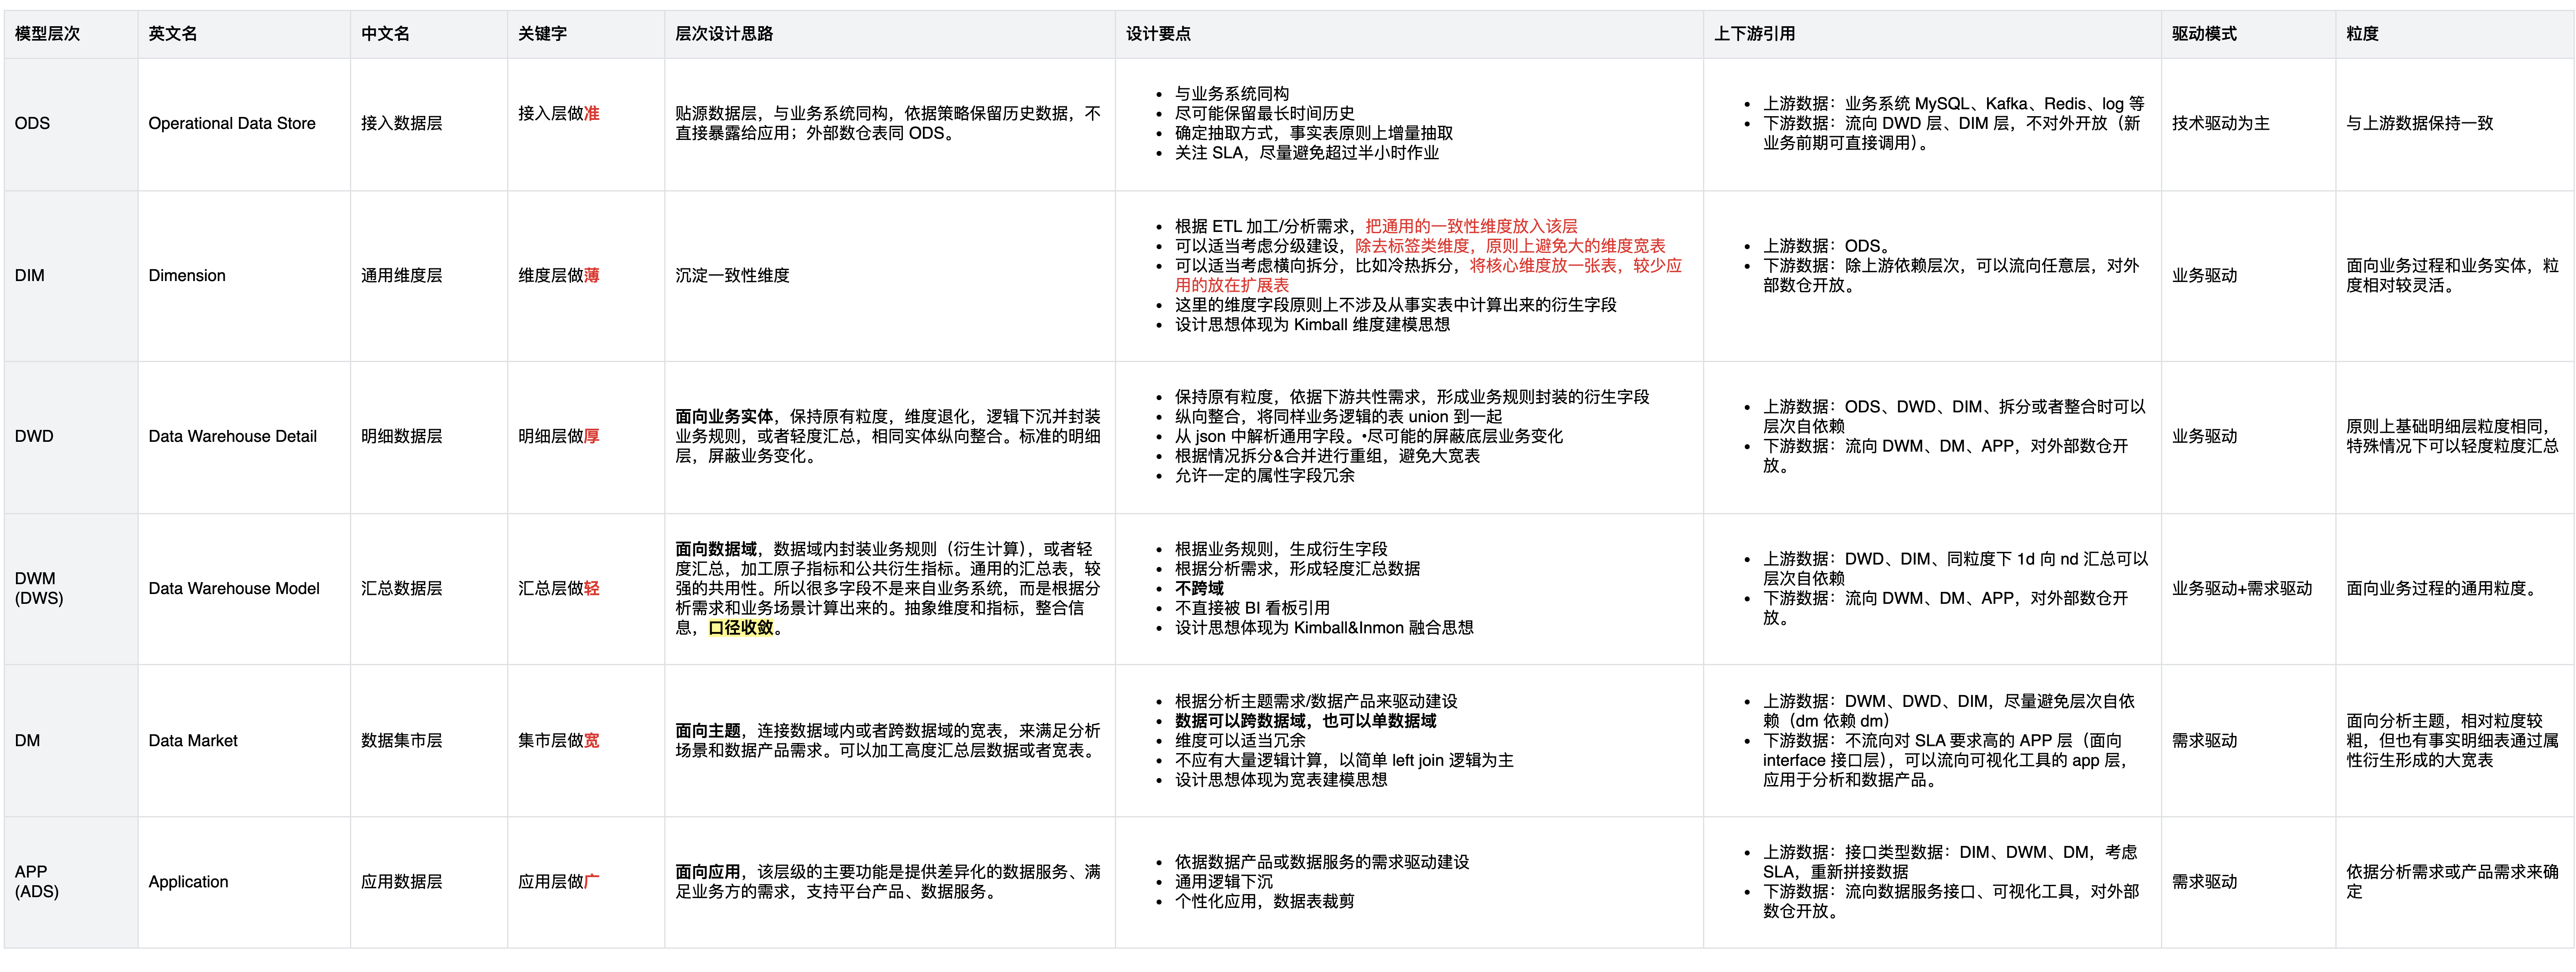 模型层次
英文名
中文名
关键字
层次设计思路
设计要点
上下游引用
驱动模式
粒度
ODS
Operational Data Store
接入数据层
接入层做准
贴源数据层，与业务系统同构，依据策略保留历史数据，不
直接暴露给应用；外部数仓表同 ODS。
• 与业务系统同构
• 尽可能保留最长时间历史
• 确定抽取方式，事实表原则上增量抽取
• 关注 SLA，尽量避免超过半小时作业
• 上游数据：业务系统 MySQL、Kafka、Redis、log 等
• 下游数据：流向 DWD 层、DIM 层，不对外开放（新
业务前期可直接调用）。
技术驱动为主
与上游数据保持一致
DIM
Dimension
通用维度层
维度层做薄
沉淀一致性维度
• 根据 ETL 加工/分析需求，把通用的一致性维度放入该层
• 可以适当考虑分级建设，除去标签类维度，原则上避免大的维度宽表
• 可以适当考虑横向拆分，比如冷热拆分，将核心维度放一张表，较少应
用的放在扩展表
• 这里的维度字段原则上不涉及从事实表中计算出来的衍生字段
• 设计思想体现为 Kimball 维度建模思想
• 上游数据：ODS。
• 下游数据：除上游依赖层次，可以流向任意层，对外
部数仓开放。
业务驱动
面向业务过程和业务实体，粒
度相对较灵活。
DWD
Data Warehouse Detail
明细数据层
明细层做厚
面向业务实体，保持原有粒度，维度退化，逻辑下沉并封装
业务规则，或者轻度汇总，相同实体纵向整合。标准的明细
层，屏蔽业务变化。
• 保持原有粒度，依据下游共性需求，形成业务规则封装的衍生字段
• 纵向整合，将同样业务逻辑的表 union 到一起
• 从 json 中解析通用字段。•尽可能的屏蔽底层业务变化
• 根据情况拆分&合并进行重组，避免大宽表
• 允许一定的属性字段冗余
• 上游数据：ODS、DWD、DIM、拆分或者整合时可以
层次自依赖
• 下游数据：流向 DWM、DM、APP，对外部数仓开
放。
业务驱动
原则上基础明细层粒度相同，
特殊情况下可以轻度粒度汇总
DWM
(DWS)
Data Warehouse Model
汇总数据层
汇总层做轻
面向数据域，数据域内封装业务规则（衍生计算），或者轻
度汇总，加工原子指标和公共衍生指标。通用的汇总表，较
强的共用性。所以很多字段不是来自业务系统，而是根据分
析需求和业务场景计算出来的。抽象维度和指标，整合信
息，口径收敛。
• 根据业务规则，生成衍生字段
• 根据分析需求，形成轻度汇总数据
• 不跨域
• 不直接被 BI 看板引用
• 设计思想体现为 Kimball&Inmon 融合思想
• 上游数据：DWD、DIM、同粒度下 1d 向 nd 汇总可以
层次自依赖
• 下游数据：流向 DWM、DM、APP，对外部数仓开
放。
业务驱动+需求驱动
面向业务过程的通用粒度。
DM
Data Market
数据集市层
集市层做宽
面向主题，连接数据域内或者跨数据域的宽表，来满足分析
场景和数据产品需求。可以加工高度汇总层数据或者宽表。
• 根据分析主题需求/数据产品来驱动建设
• 数据可以跨数据域，也可以单数据域
• 维度可以适当冗余
• 不应有大量逻辑计算，以简单 left join 逻辑为主
• 设计思想体现为宽表建模思想
• 上游数据：DWM、DWD、DIM，尽量避免层次自依
赖（dm 依赖 dm）
• 下游数据：不流向对 SLA 要求高的 APP 层（面向
interface 接口层），可以流向可视化工具的 app 层，
应用于分析和数据产品。
需求驱动
面向分析主题，相对粒度较
粗，但也有事实明细表通过属
性衍生形成的大宽表
APP
(ADS)
Application
应用数据层
应用层做广
面向应用，该层级的主要功能是提供差异化的数据服务、满
足业务方的需求，支持平台产品、数据服务。
• 依据数据产品或数据服务的需求驱动建设
• 通用逻辑下沉
• 个性化应用，数据表裁剪
• 上游数据：接口类型数据：DIM、DWM、DM，考虑
SLA，重新拼接数据
• 下游数据：流向数据服务接口、可视化工具，对外部
数仓开放。
需求驱动
依据分析需求或产品需求来确
定